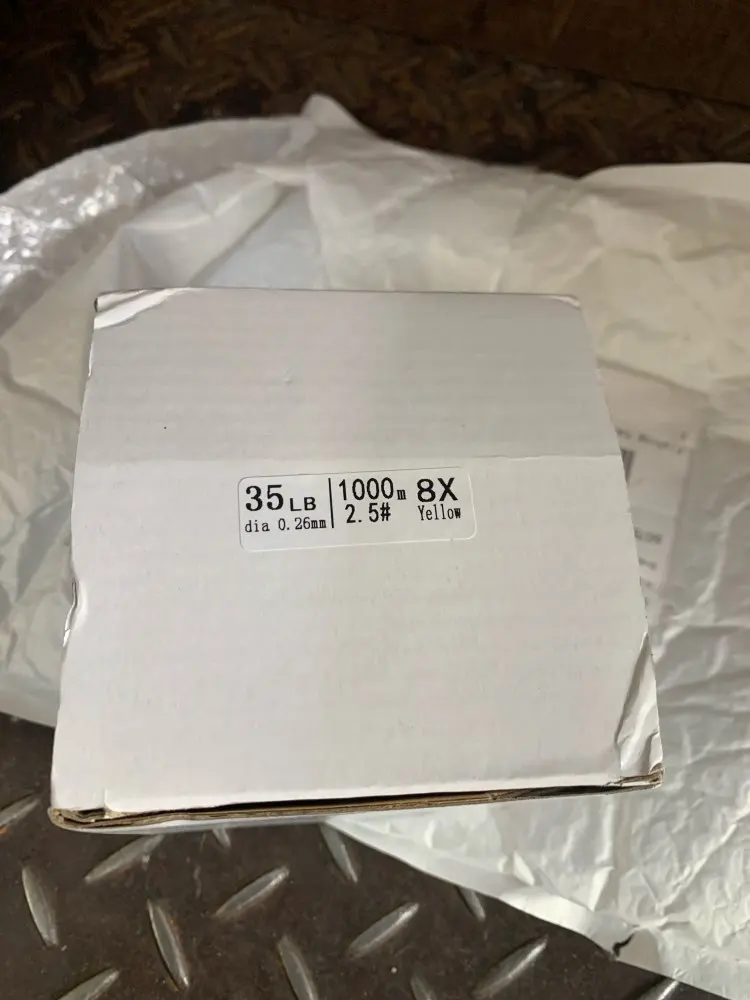 35LB
dia 0.26mm
1000m 8X
2.5# Yellow